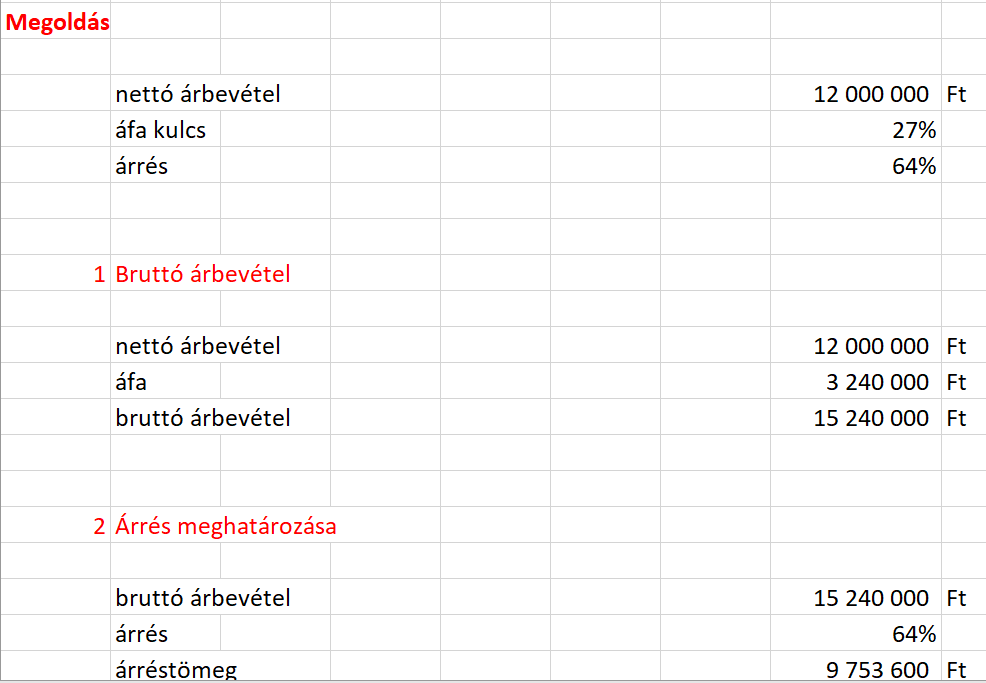 Megoldás
nettó árbevétel 12 000 000 Ft
áfa kulcs 27%
árrés 64%
1 Bruttó árbevétel
nettó árbevétel 12 000 000 Ft
áfa 3 240 000 Ft
bruttó árbevétel 15 240 000 Ft
2 Árrés meghatározása
bruttó árbevétel 15 240 000 Ft
árrés 64%
árréstömeg 9 753 600 Ft